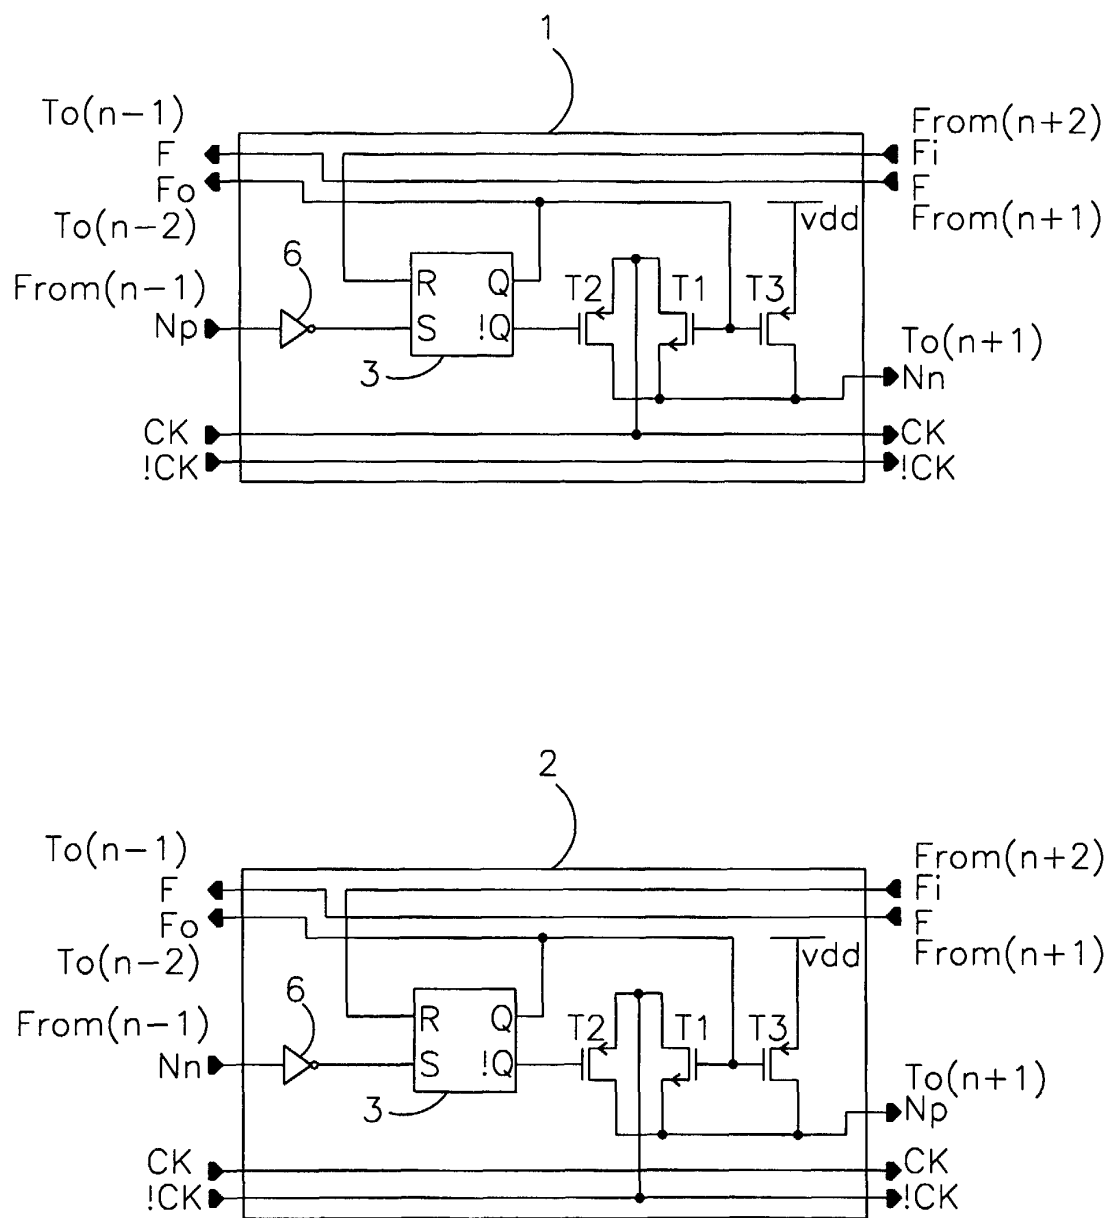 1
To(n-1)
From(n+2)
F
Fi
Fo
F
To(n-2)
vdd
From(n+1)
6
From(n-1)
R
Q
T2
T1
T3
Np
S
!Q
To(n+1)
3
Nn
CK
CK
!CK
!CK
2
To(n-1)
From(n+2)
F
Fi
Fo
F
To(n-2)
vdd
From(n+1)
6
From(n-1)
R
Q
T2
T1
T3
Nn
S
!Q
To(n+1)
3
Np
CK
CK
!CK
!CK